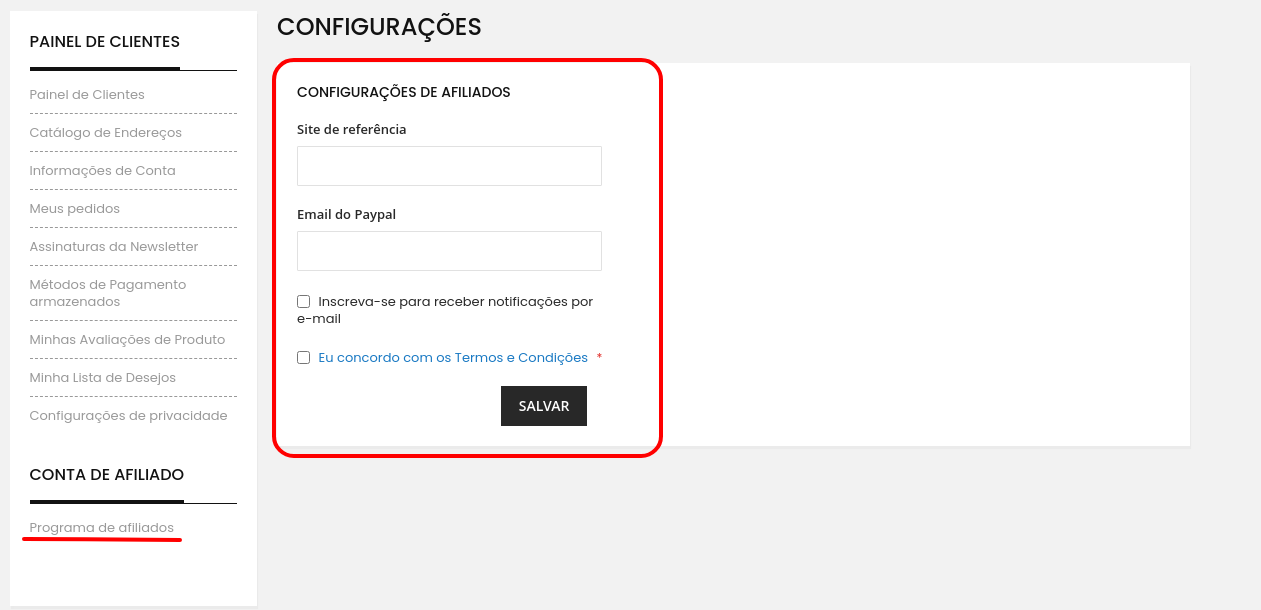 PAINEL DE CLIENTES
Painel de Clientes
Catálogo de Endereços
Informações de Conta
Meus pedidos
Assinaturas da Newsletter
Métodos de Pagamento
armazenados
Minhas Avaliações de Produto
Minha Lista de Desejos
Configurações de privacidade
CONTA DE AFILIADO
Programa de afiliados
CONFIGURAÇÕES
CONFIGURAÇÕES DE AFILIADOS
Site de referência
Email do Paypal
Inscreva-se para receber notificações por
e-mail
Eu concordo com os Termos e Condições *
SALVAR